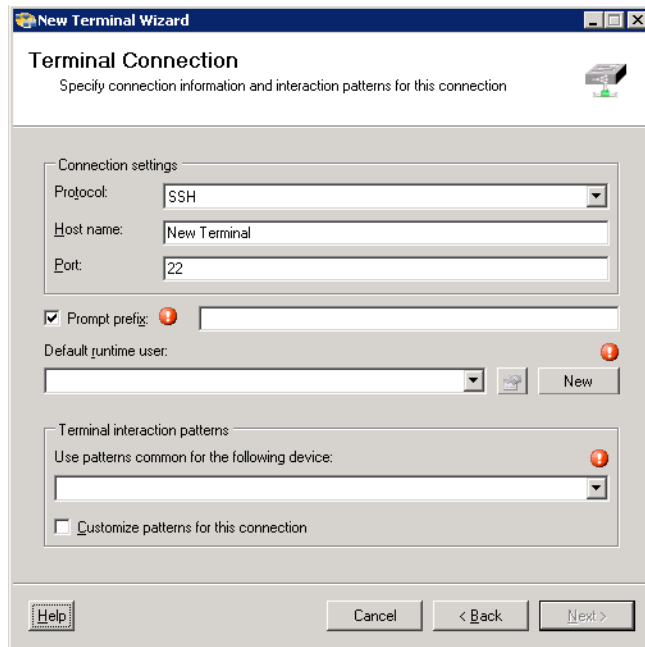 New Terminal Wizard
Terminal Connection
Specify connection information and interaction patterns for this connection
Connection settings
Protocol: SSH
Host name: New Terminal
Port: 22
Prompt prefix:
Default runtime user:
New
Terminal interaction patterns
Use patterns common for the following device:
Customize patterns for this connection
Help Cancel < Back Next >